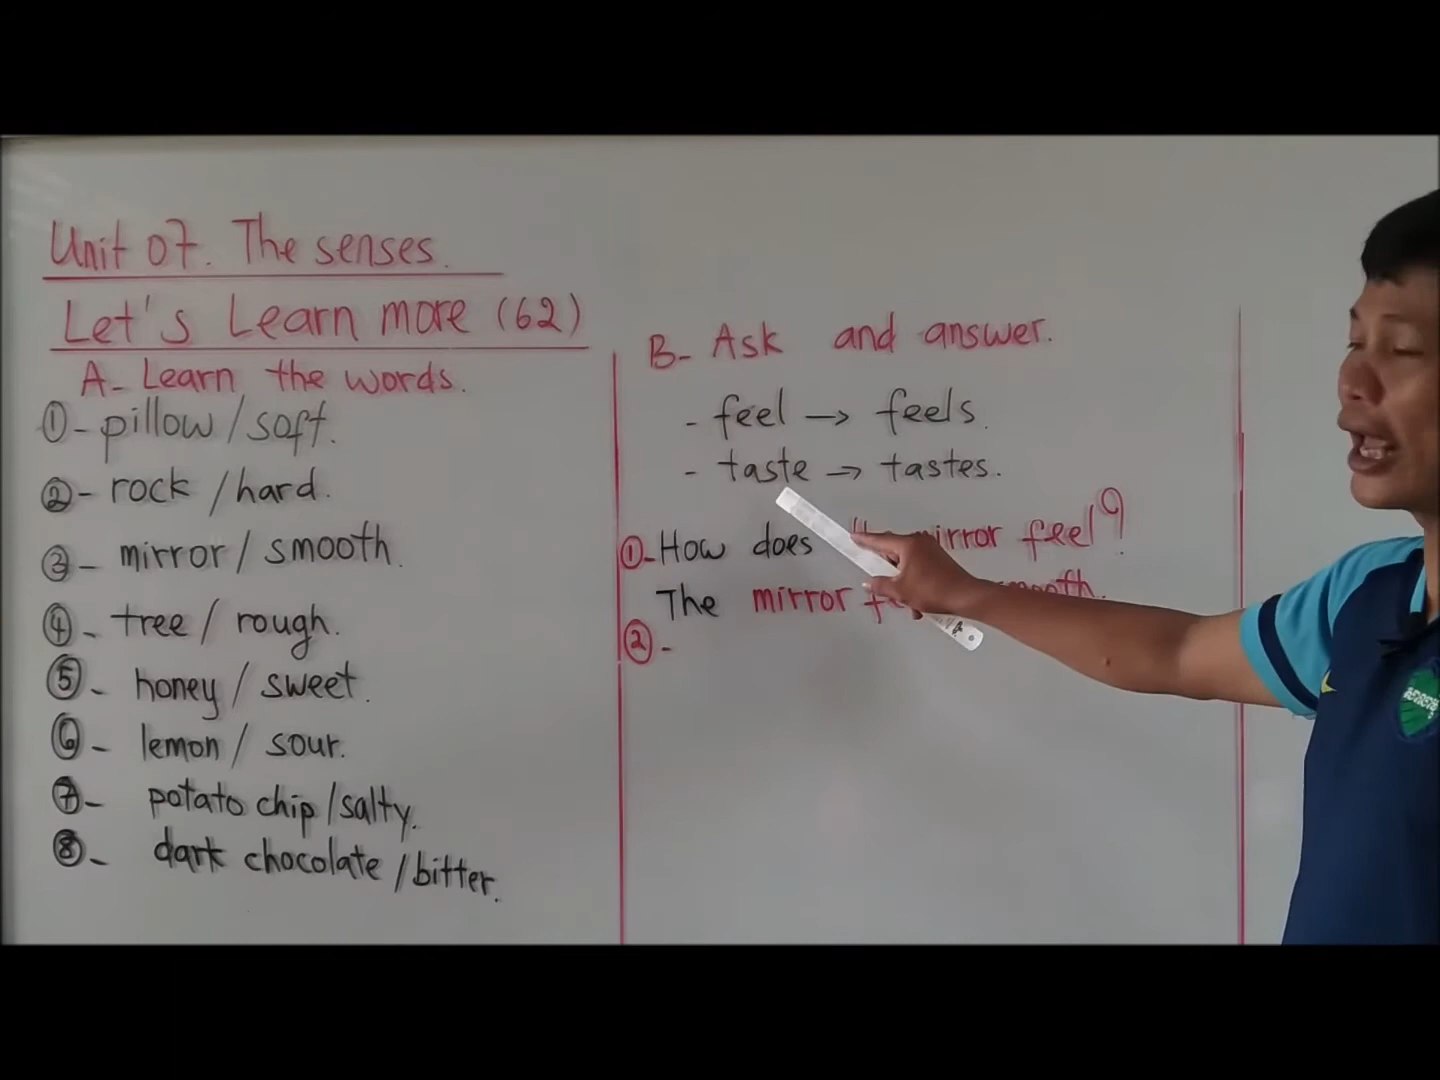 Unit 07. The senses.
Let's Learn more (62)
A- Learn the words.
①- pillow / soft.
②- rock / hard.
③- mirror / smooth.
④- tree / rough.
⑤- honey / sweet.
⑥- lemon / sour.
⑦- potato chip / salty.
⑧- dark chocolate / bitter.
B- Ask and answer.
- feel → feels.
- taste → tastes.
①- How does mirror feel?
The mirror smooth.
②-